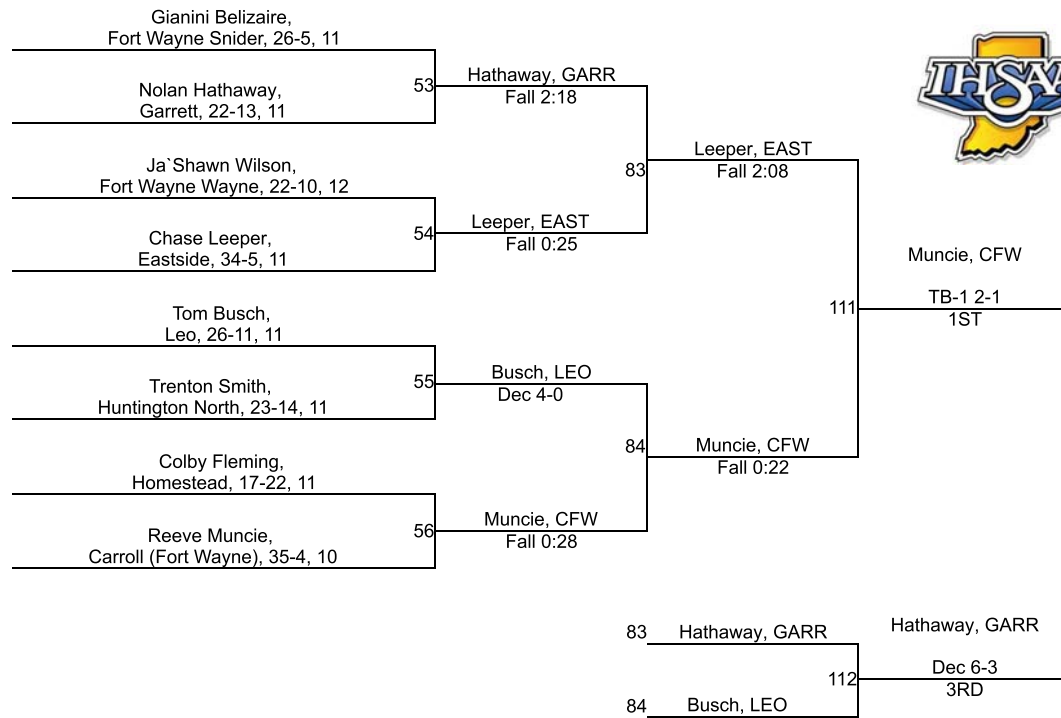 Gianini Belizaire,
Fort Wayne Snider, 26-5, 11
Nolan Hathaway,
Garrett, 22-13, 11
Ja`Shawn Wilson,
Fort Wayne Wayne, 22-10, 12
Chase Leeper,
Eastside, 34-5, 11
Tom Busch,
Leo, 26-11, 11
Trenton Smith,
Huntington North, 23-14, 11
Colby Fleming,
Homestead, 17-22, 11
Reeve Muncie,
Carroll (Fort Wayne), 35-4, 10
53
Hathaway, GARR
Fall 2:18
54
Leeper, EAST
Fall 0:25
55
Busch, LEO
Dec 4-0
56
Muncie, CFW
Fall 0:28
83
Leeper, EAST
Fall 2:08
84
Muncie, CFW
Fall 0:22
IHSAA
111
Muncie, CFW
TB-1 2-1
1ST
83
Hathaway, GARR
84
Busch, LEO
112
Hathaway, GARR
Dec 6-3
3RD